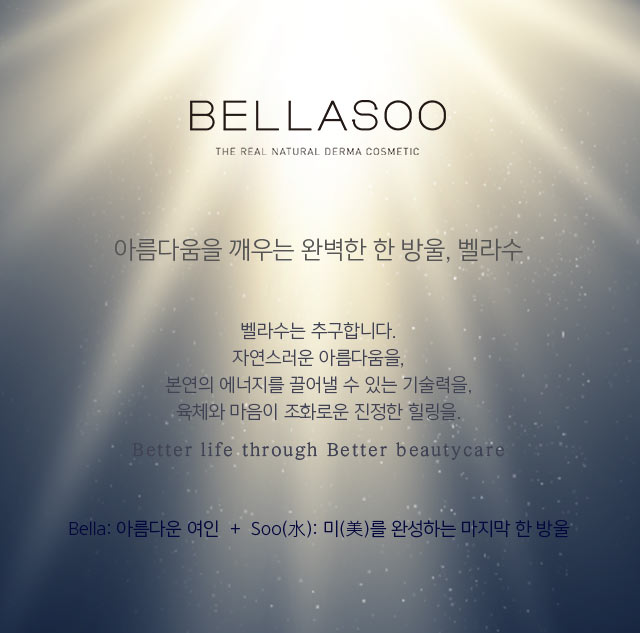 BELLASOO
THE REAL NATURAL DERMA COSMETIC
아름다움을 깨우는 완벽한 한 방울, 벨라수
벨라수는 추구합니다.
자연스러운 아름다움을,
본연의 에너지를 끌어낼 수 있는 기술력을,
육체와 마음이 조화로운 진정한 힐링을.
Better life through Better beautycare
Bella: 아름다운 여인 + Soo(水): 미(美)를 완성하는 마지막 한 방울